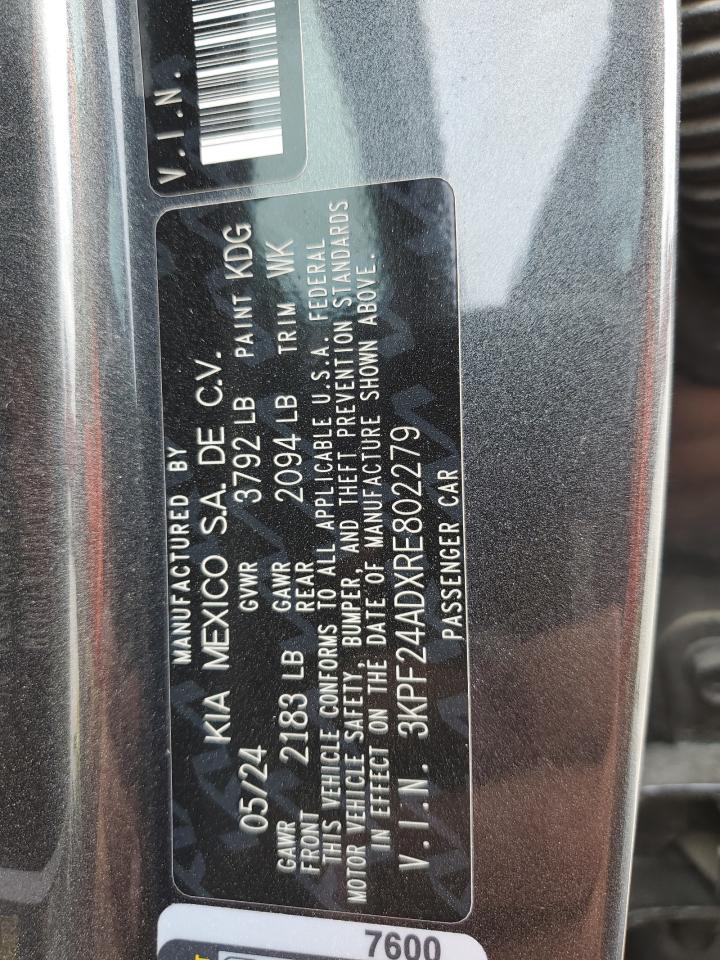 V.I.N.
MANUFACTURED BY
KIA MEXICO S.A. DE C.V.
05/24 GVWR 3792 LB PAINT KDG
GAWR FRONT 2183 LB GAWR REAR 2094 LB TRIM WK
THIS VEHICLE CONFORMS TO ALL APPLICABLE U.S.A. FEDERAL
MOTOR VEHICLE SAFETY, BUMPER, AND THEFT PREVENTION STANDARDS
IN EFFECT ON THE DATE OF MANUFACTURE SHOWN ABOVE.
V.I.N. 3KPF24ADXRE802279
PASSENGER CAR
7600